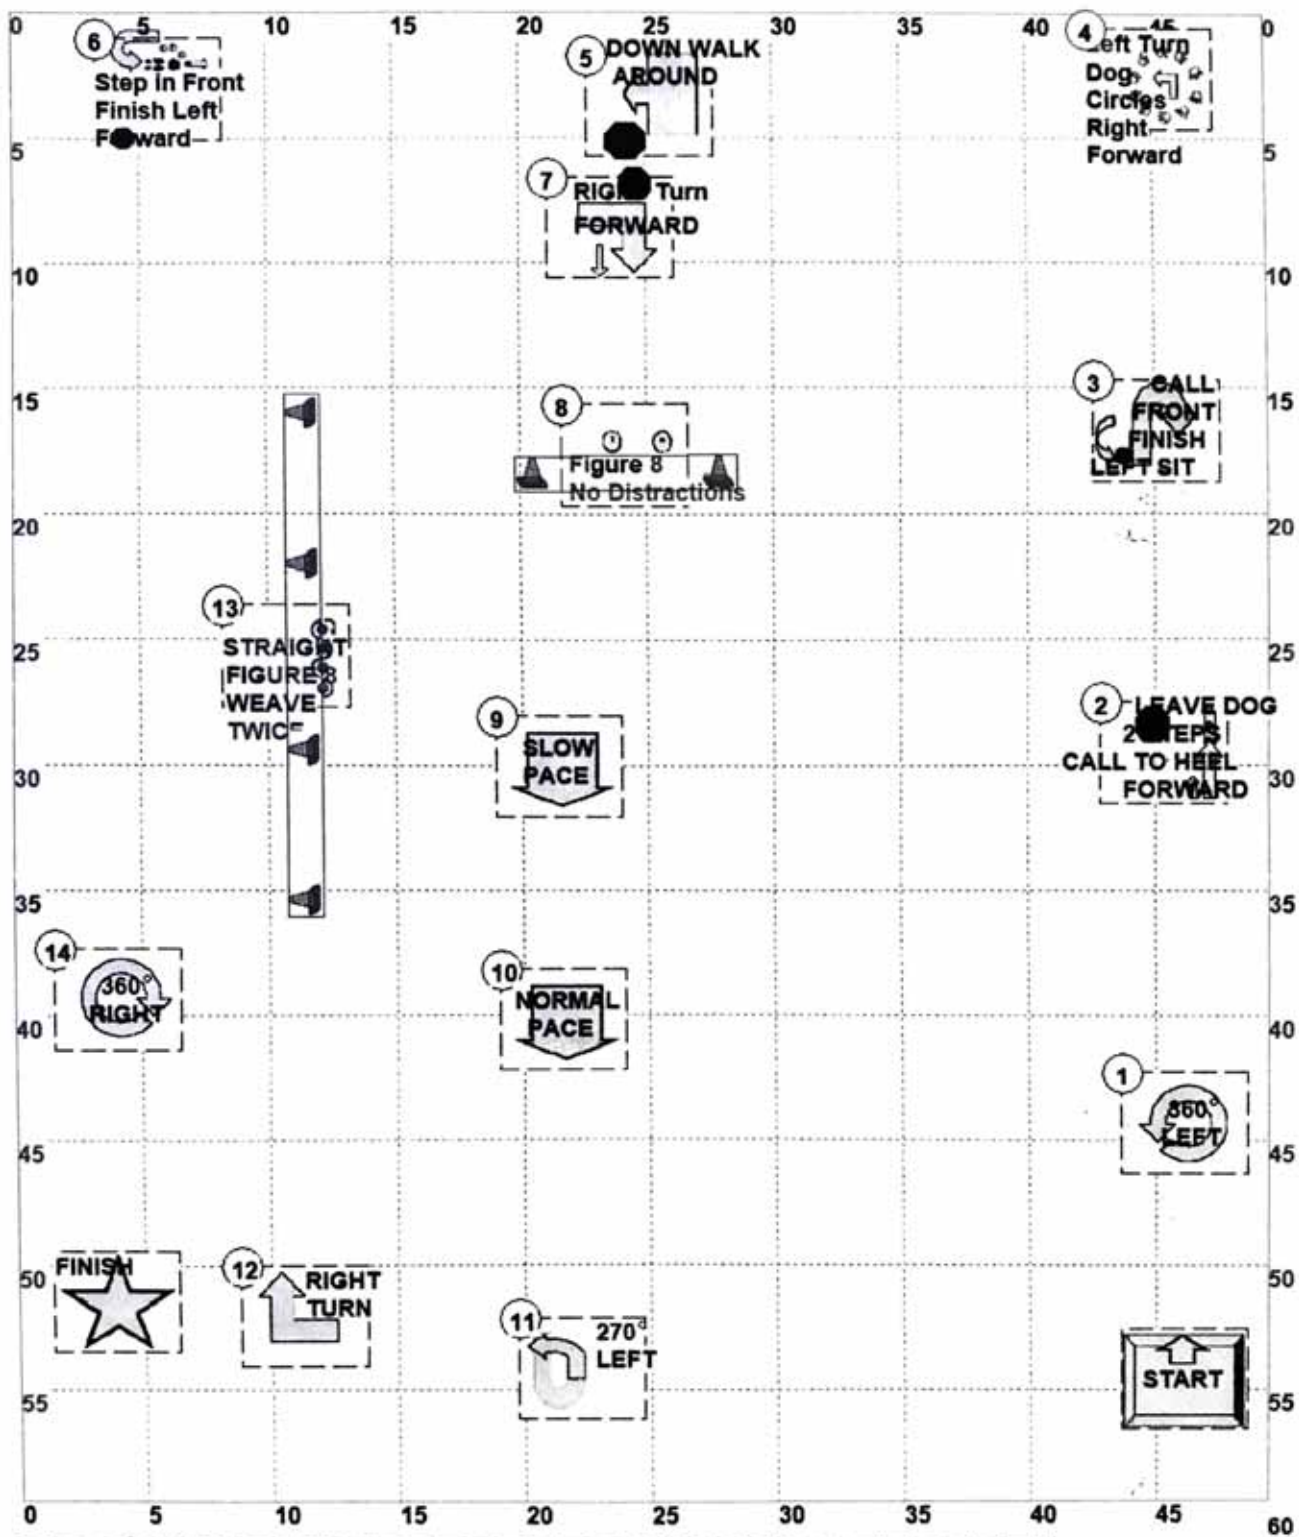 0 5 10 20 25 30 35 40 45 0
6
Step in Front
Finish Left
Forward
5
DOWN WALK
AROUND
4
Left Turn
Dog
Circles
Right
Forward
5 5
7
RIGHT Turn
FORWARD
10 10
3
CALL
FRONT
FINISH
LEFT SIT
15 15
8
Figure 8
No Distractions
20 20
13
STRAIGHT
FIGURE 8
WEAVE
TWICE
25 25
2
LEAVE DOG
2 STEPS
CALL TO HEEL
FORWARD
9
SLOW
PACE
30 30
35 35
14
360°
RIGHT
10
NORMAL
PACE
40 40
1
360°
LEFT
45 45
FINISH
12
RIGHT
TURN
50 50
11
270°
LEFT
START
55 55
0 5 10 15 20 25 30 35 40 45 60